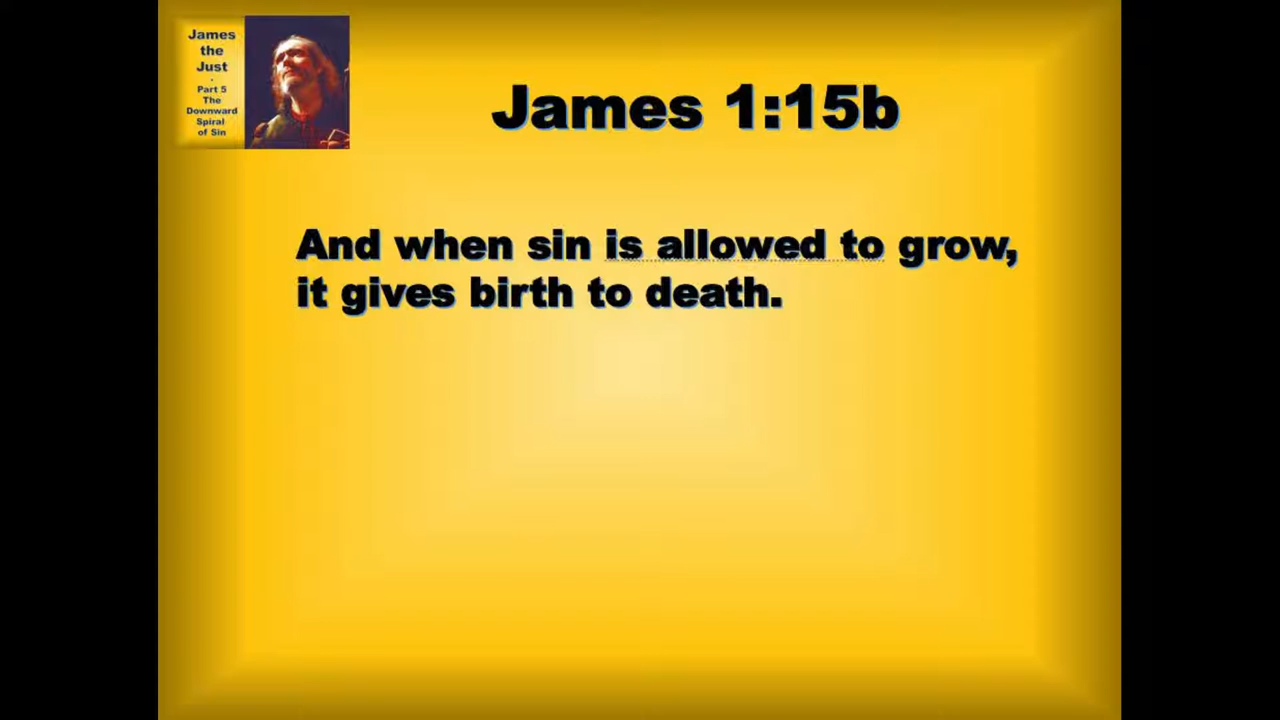 James
the
Just
.
Part 5
The
Downward
Spiral
of Sin
James 1:15b
And when sin is allowed to grow,
it gives birth to death.